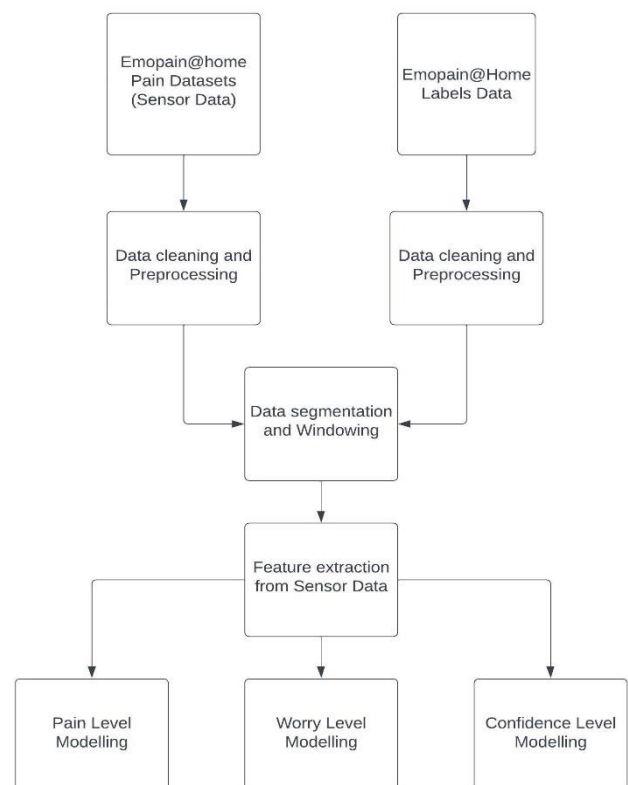 Emopain@home
Pain Datasets
(Sensor Data)
Emopain@Home
Labels Data
Data cleaning and
Preprocessing
Data cleaning and
Preprocessing
Data segmentation
and Windowing
Feature extraction
from Sensor Data
Pain Level
Modelling
Worry Level
Modelling
Confidence Level
Modelling